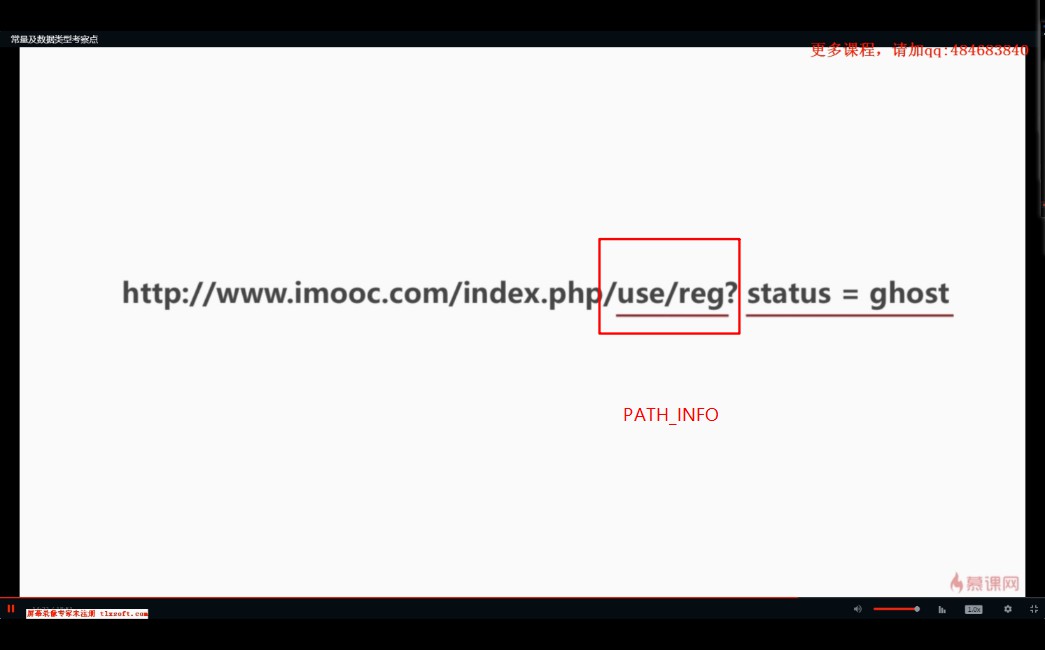 常量及数据类型考察点
更多课程，请加qq:484683840
http://www.imooc.com/index.php/use/reg? status = ghost
PATH_INFO
慕课网
屏幕录像专家未注册 tlxsoft.com
1.0x